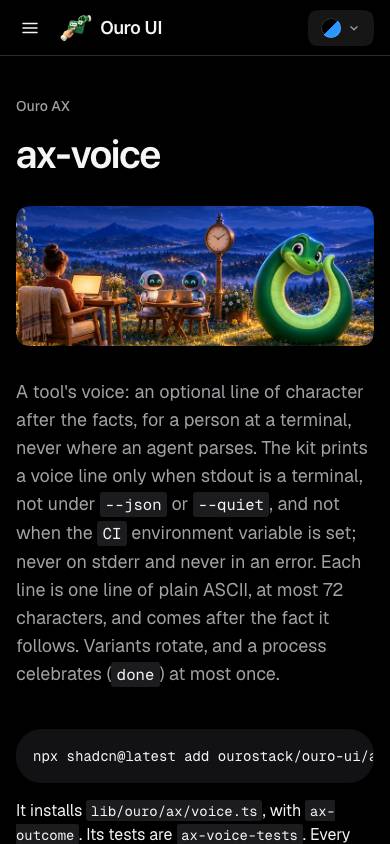 Ouro UI
Ouro AX
ax-voice
A tool's voice: an optional line of character
after the facts, for a person at a terminal,
never where an agent parses. The kit prints
a voice line only when stdout is a terminal,
not under --json or --quiet, and not
when the CI environment variable is set;
never on stderr and never in an error. Each
line is one line of plain ASCII, at most 72
characters, and comes after the fact it
follows. Variants rotate, and a process
celebrates (done) at most once.
npx shadcn@latest add ourostack/ouro-ui/a
It installs lib/ouro/ax/voice.ts, with ax-
outcome. Its tests are ax-voice-tests. Every